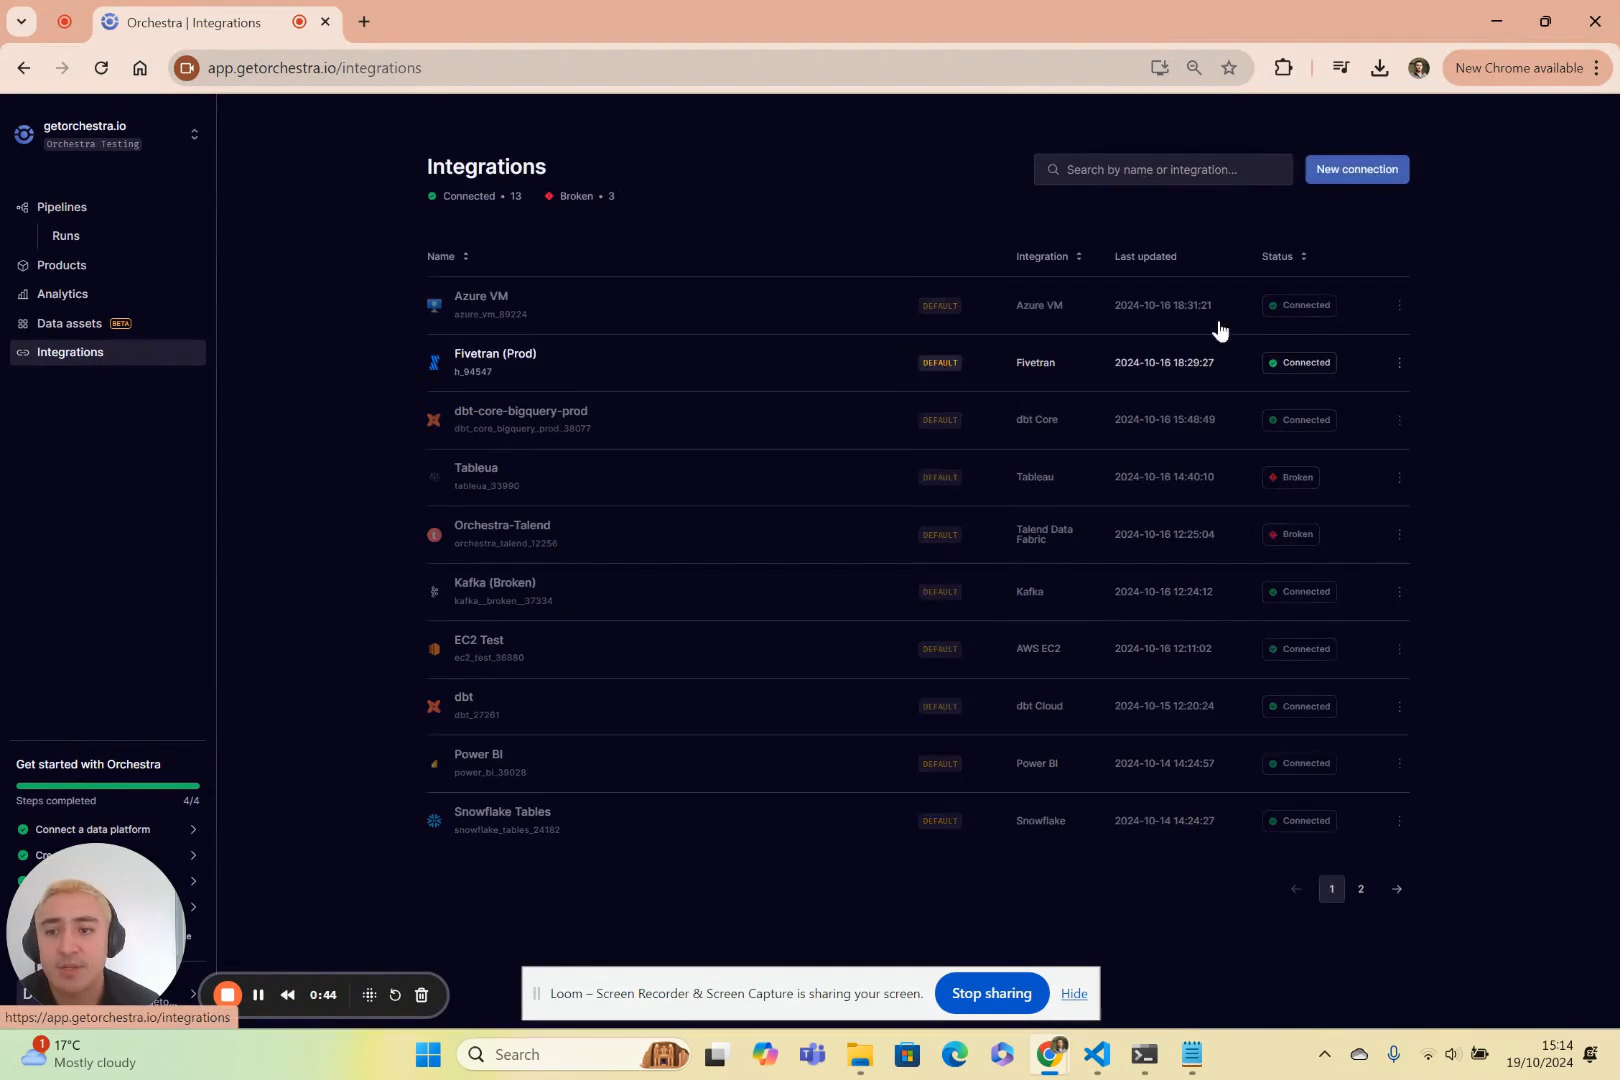 Orchestra | Integrations
app.getorchestra.io/integrations
New Chrome available
getorchestra.io
Orchestra Testing
Pipelines
Runs
Products
Analytics
Data assets BETA
Integrations
Integrations
Connected • 13 Broken • 3
Search by name or integration...
New connection
Name Integration Last updated Status
Azure VM
azure_vm_89224
DEFAULT Azure VM 2024-10-16 18:31:21 Connected
Fivetran (Prod)
h_94547
DEFAULT Fivetran 2024-10-16 18:29:27 Connected
dbt-core-bigquery-prod
dbt_core_bigquery_prod_38077
DEFAULT dbt Core 2024-10-16 15:48:49 Connected
Tableua
tableua_33990
DEFAULT Tableau 2024-10-16 14:40:10 Broken
Orchestra-Talend
orchestra_talend_12256
DEFAULT Talend Data
Fabric
2024-10-16 12:25:04 Broken
Kafka (Broken)
kafka__broken__37334
DEFAULT Kafka 2024-10-16 12:24:12 Connected
EC2 Test
ec2_test_36880
DEFAULT AWS EC2 2024-10-16 12:11:02 Connected
dbt
dbt_27261
DEFAULT dbt Cloud 2024-10-15 12:20:24 Connected
Power BI
power_bi_39028
DEFAULT Power BI 2024-10-14 14:24:57 Connected
Snowflake Tables
snowflake_tables_24182
DEFAULT Snowflake 2024-10-14 14:24:27 Connected
1 2
Get started with Orchestra
Steps completed 4/4
Connect a data platform
0:44
Loom – Screen Recorder & Screen Capture is sharing your screen.
Stop sharing
Hide
https://app.getorchestra.io/integrations
1
17°C
Mostly cloudy
Search
15:14
19/10/2024